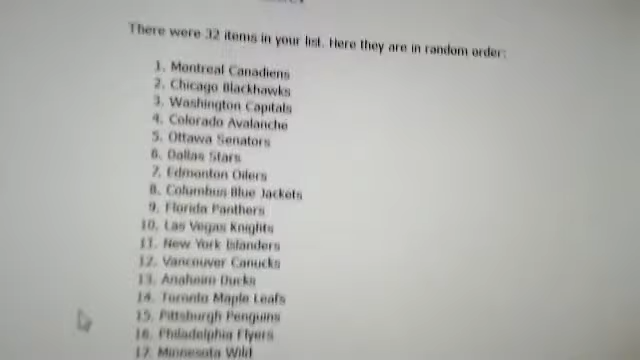 There were 32 items in your list. Here they are in random order:
1. Montreal Canadiens
2. Chicago Blackhawks
3. Washington Capitals
4. Colorado Avalanche
5. Ottawa Senators
6. Dallas Stars
7. Edmonton Oilers
8. Columbus Blue Jackets
9. Florida Panthers
10. Las Vegas Knights
11. New York Islanders
12. Vancouver Canucks
13. Anaheim Ducks
14. Toronto Maple Leafs
15. Pittsburgh Penguins
16. Philadelphia Flyers
17. Minnesota Wild